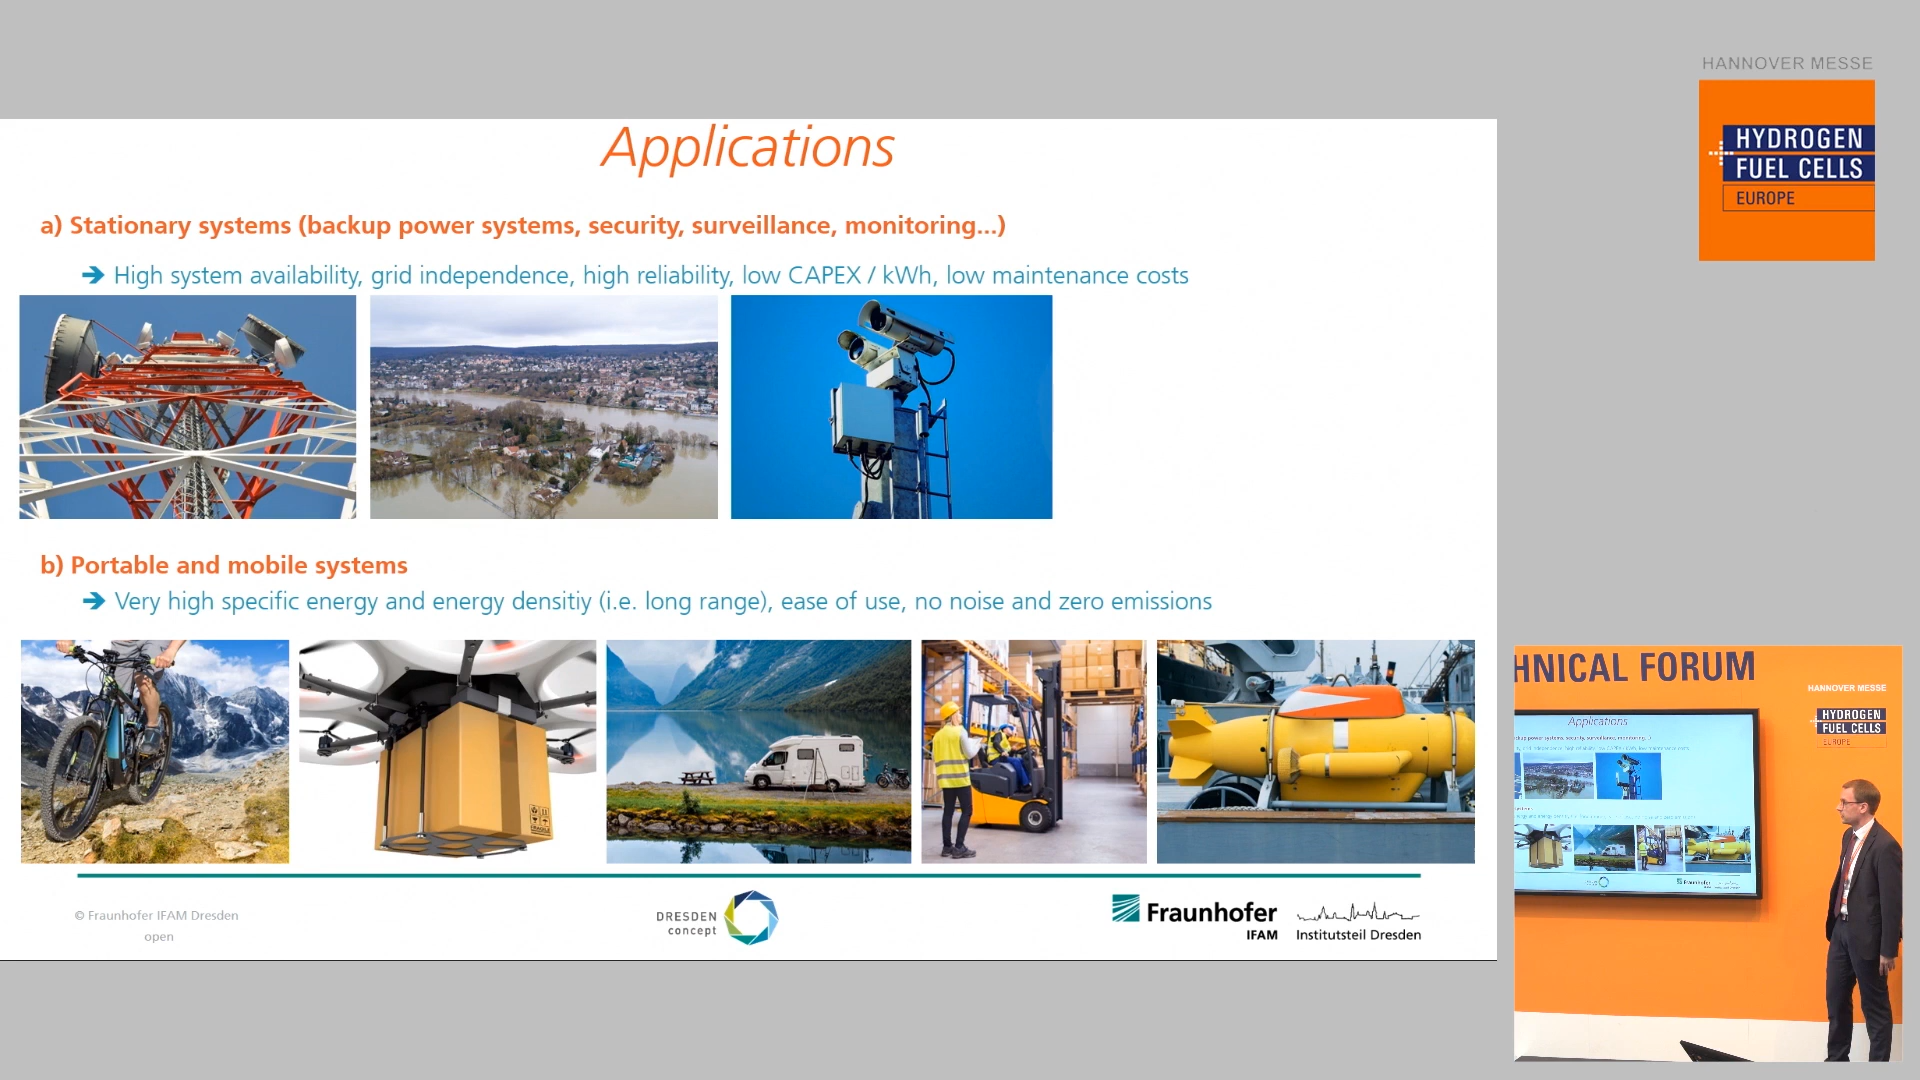 HANNOVER MESSE
HYDROGEN
FUEL CELLS
EUROPE
Applications
a) Stationary systems (backup power systems, security, surveillance, monitoring...)
➔ High system availability, grid independence, high reliability, low CAPEX / kWh, low maintenance costs
b) Portable and mobile systems
➔ Very high specific energy and energy densitiy (i.e. long range), ease of use, no noise and zero emissions
© Fraunhofer IFAM Dresden
open
DRESDEN
concept
Fraunhofer
IFAM
Institutsteil Dresden
HNICAL FORUM
HANNOVER MESSE
HYDROGEN
FUEL CELLS
EUROPE
Applications